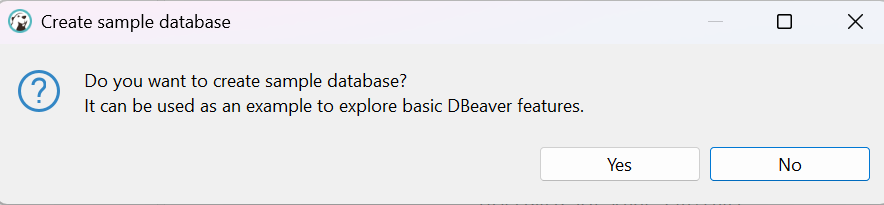 Create sample database
Do you want to create sample database?
It can be used as an example to explore basic DBeaver features.
Yes
No